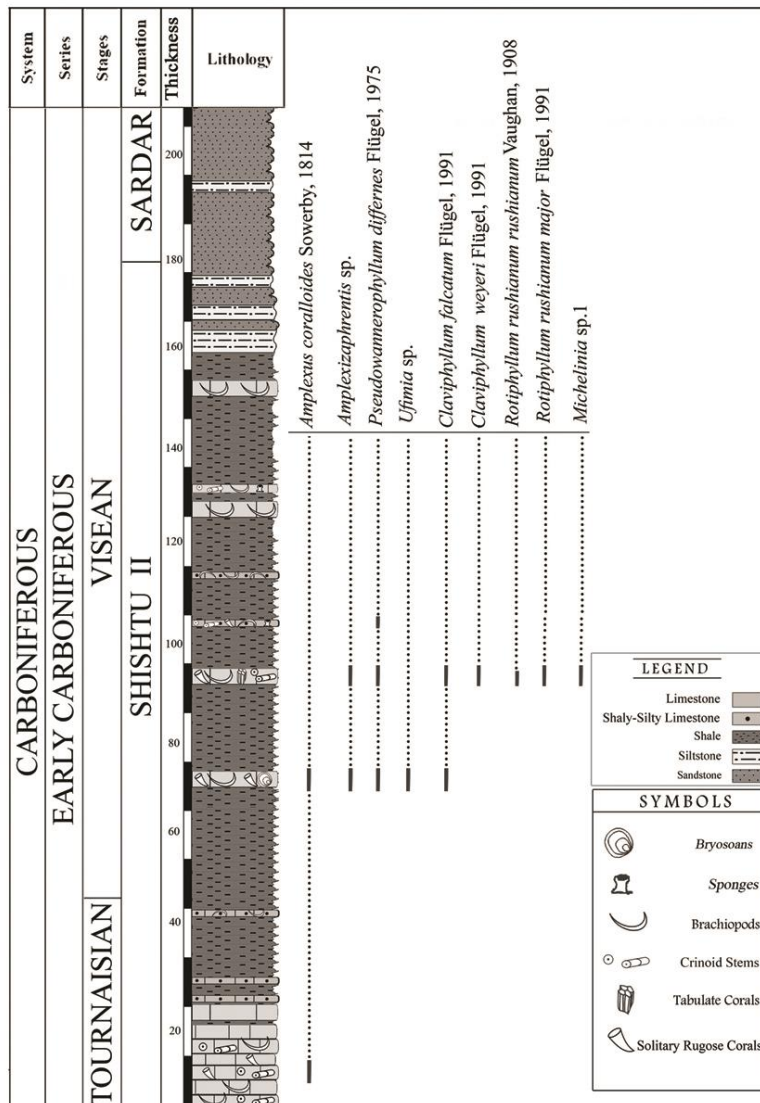 System
Series
Stages
Formation
Thickness
Lithology
CARBONIFEROUS
EARLY CARBONIFEROUS
VISEAN
TOURNAISIAN
SARDAR
SHISHTU II
200
180
160
140
120
100
80
60
40
20
Amplexus coralloides Sowerby, 1814
Amplexizaphrentis sp.
Pseudowannerophyllum differnes Flügel, 1975
Ufimia sp.
Claviphyllum falcatum Flügel, 1991
Claviphyllum weyeri Flügel, 1991
Rotiphyllum rushianum Vaughan, 1908
Rotiphyllum rushianum major Flügel, 1991
Michelinia sp.1
LEGEND
Limestone
Shaly-Silty Limestone
Shale
Siltstone
Sandstone
SYMBOLS
Bryosoans
Sponges
Brachiopods
Crinoid Stems
Tabulate Corals
Solitary Rugose Corals